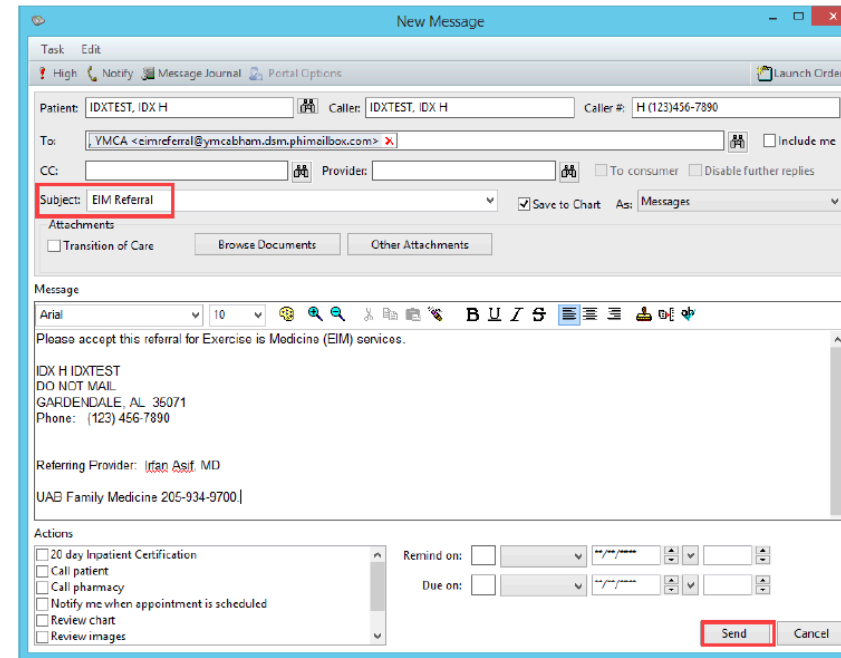 New Message
Task Edit
High Notify Message Journal Portal Options Launch Order
Patient: IDXTEST, IDX H Caller: IDXTEST, IDX H Caller #: H (123)456-7890
To: , YMCA <eimreferral@ymcabham.dsm.phimailbox.com> Include me
CC: Provider: To consumer Disable further replies
Subject: EIM Referral Save to Chart As: Messages
Attachments
Transition of Care Browse Documents Other Attachments
Message
Arial 10 B U I S
Please accept this referral for Exercise is Medicine (EIM) services.
IDX H IDXTEST
DO NOT MAIL
GARDENDALE, AL 35071
Phone: (123) 456-7890
Referring Provider: Irfan Asif, MD
UAB Family Medicine 205-934-9700.
Actions
20 day Inpatient Certification Remind on: **/**/****
Call patient
Call pharmacy Due on: **/**/****
Notify me when appointment is scheduled
Review chart
Review images Send Cancel